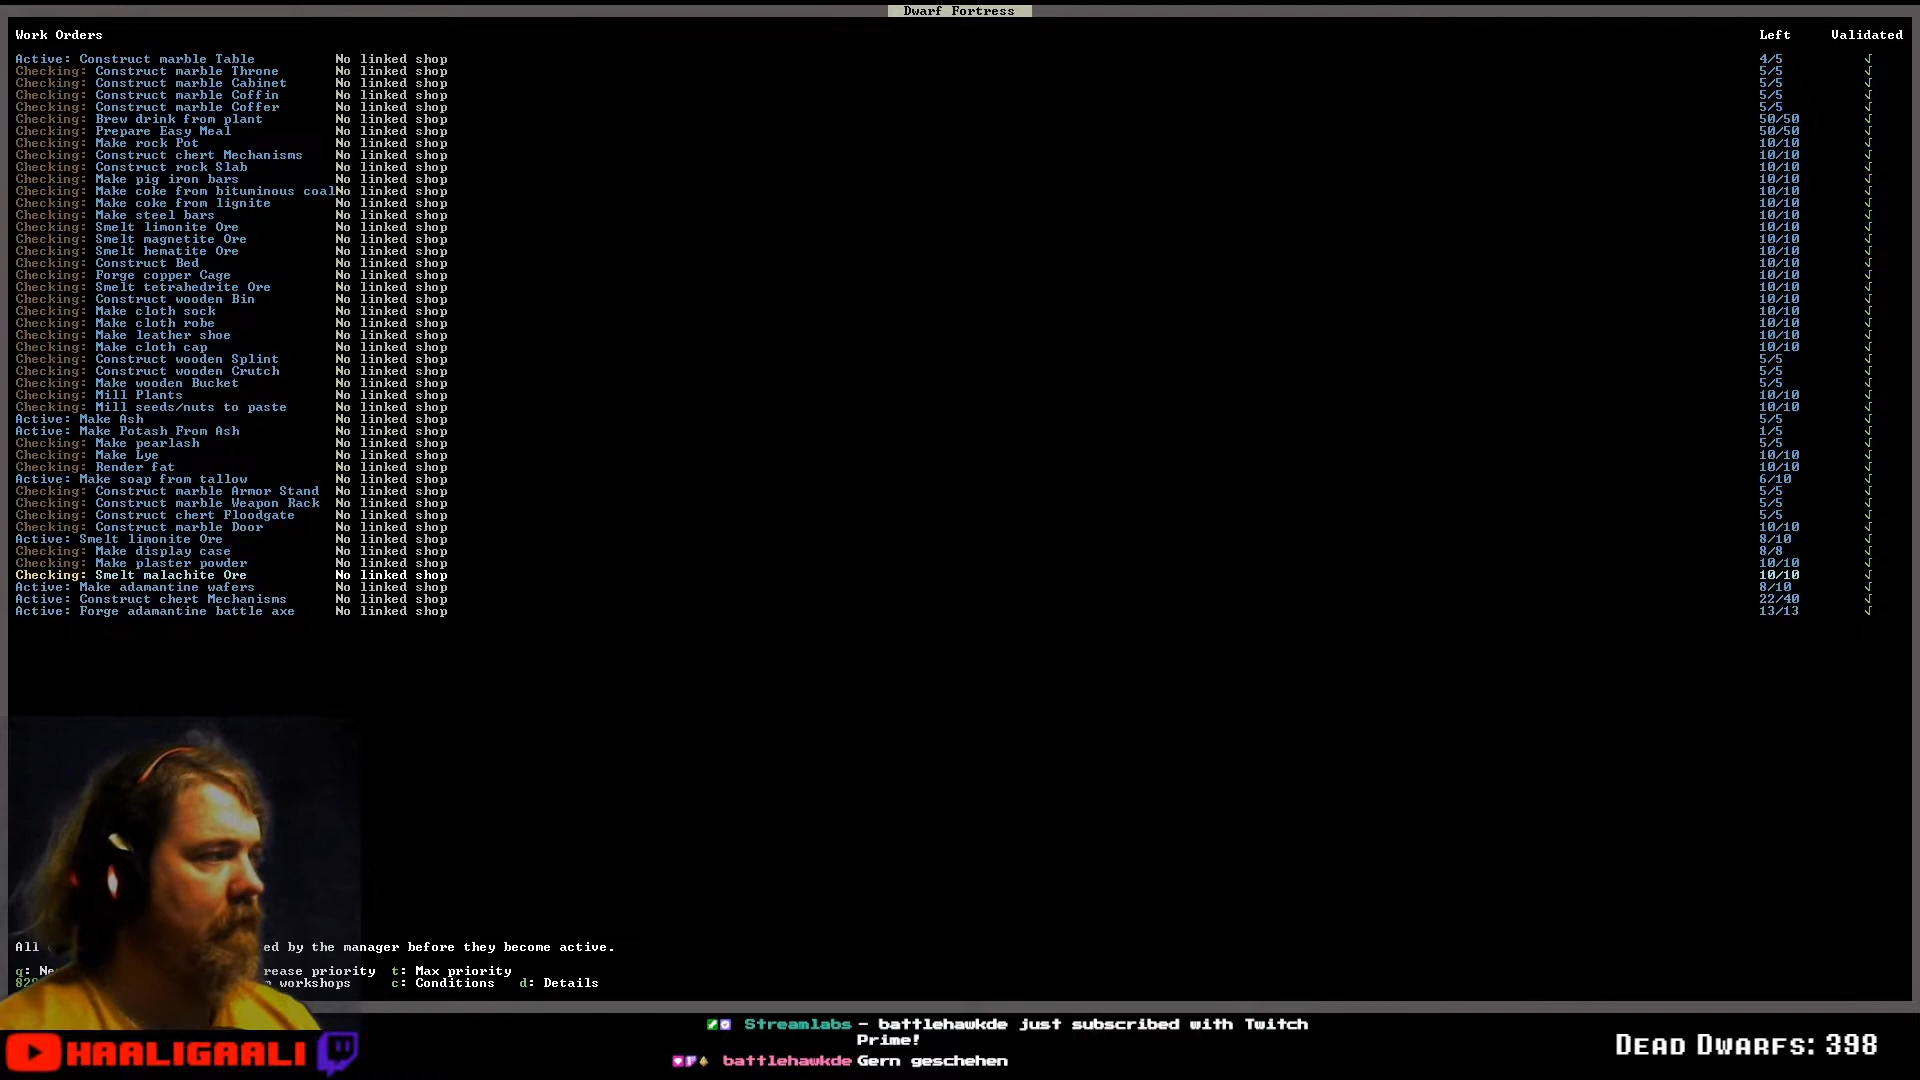 Dwarf Fortress
Work Orders Left Validated
Active: Construct marble Table No linked shop 4/5
Checking: Construct marble Throne No linked shop 5/5
Checking: Construct marble Cabinet No linked shop 5/5
Checking: Construct marble Coffin No linked shop 5/5
Checking: Construct marble Coffer No linked shop 5/5
Checking: Brew drink from plant No linked shop 50/50
Checking: Prepare Easy Meal No linked shop 50/50
Checking: Make rock Pot No linked shop 10/10
Checking: Construct chert Mechanisms No linked shop 10/10
Checking: Construct rock Slab No linked shop 10/10
Checking: Make pig iron bars No linked shop 10/10
Checking: Make coke from bituminous coal No linked shop 10/10
Checking: Make coke from lignite No linked shop 10/10
Checking: Make steel bars No linked shop 10/10
Checking: Smelt limonite Ore No linked shop 10/10
Checking: Smelt magnetite Ore No linked shop 10/10
Checking: Smelt hematite Ore No linked shop 10/10
Checking: Construct Bed No linked shop 10/10
Checking: Forge copper Cage No linked shop 10/10
Checking: Smelt tetrahedrite Ore No linked shop 10/10
Checking: Construct wooden Bin No linked shop 10/10
Checking: Make cloth sock No linked shop 10/10
Checking: Make cloth robe No linked shop 10/10
Checking: Make leather shoe No linked shop 10/10
Checking: Make cloth cap No linked shop 10/10
Checking: Construct wooden Splint No linked shop 5/5
Checking: Construct wooden Crutch No linked shop 5/5
Checking: Make wooden Bucket No linked shop 5/5
Checking: Mill Plants No linked shop 10/10
Checking: Mill seeds/nuts to paste No linked shop 10/10
Active: Make Ash No linked shop 5/5
Active: Make Potash From Ash No linked shop 1/5
Checking: Make pearlash No linked shop 5/5
Checking: Make Lye No linked shop 10/10
Checking: Render fat No linked shop 10/10
Active: Make soap from tallow No linked shop 6/10
Checking: Construct marble Armor Stand No linked shop 5/5
Checking: Construct marble Weapon Rack No linked shop 5/5
Checking: Construct chert Floodgate No linked shop 5/5
Checking: Construct marble Door No linked shop 10/10
Active: Smelt limonite Ore No linked shop 8/10
Checking: Make display case No linked shop 8/8
Checking: Make plaster powder No linked shop 10/10
Checking: Smelt malachite Ore No linked shop 10/10
Active: Make adamantine wafers No linked shop 8/10
Active: Construct chert Mechanisms No linked shop 22/40
Active: Forge adamantine battle axe No linked shop 13/13
All ed by the manager before they become active.
q: Ne rease priority t: Max priority
workshops c: Conditions d: Details
HAALIGAALI
Streamlabs – battlehawkde just subscribed with Twitch
Prime!
battlehawkde Gern geschehen
Dead Dwarfs: 398